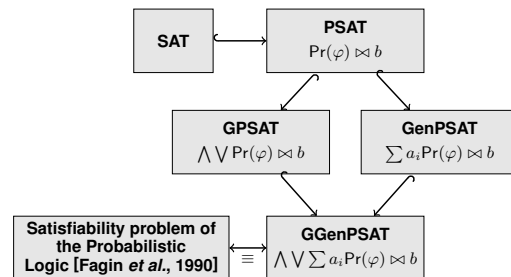 SAT
PSAT
Pr(φ) ⋈ b
GPSAT
⋀ ⋁ Pr(φ) ⋈ b
GenPSAT
∑ aᵢPr(φ) ⋈ b
Satisfiability problem of
the Probabilistic
Logic [Fagin et al., 1990]
≡
GGenPSAT
⋀ ⋁ ∑ aᵢPr(φ) ⋈ b